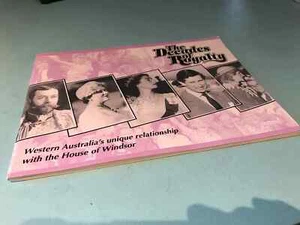 The
Decades
of
Royalty
Western Australia's unique relationship
with the House of Windsor